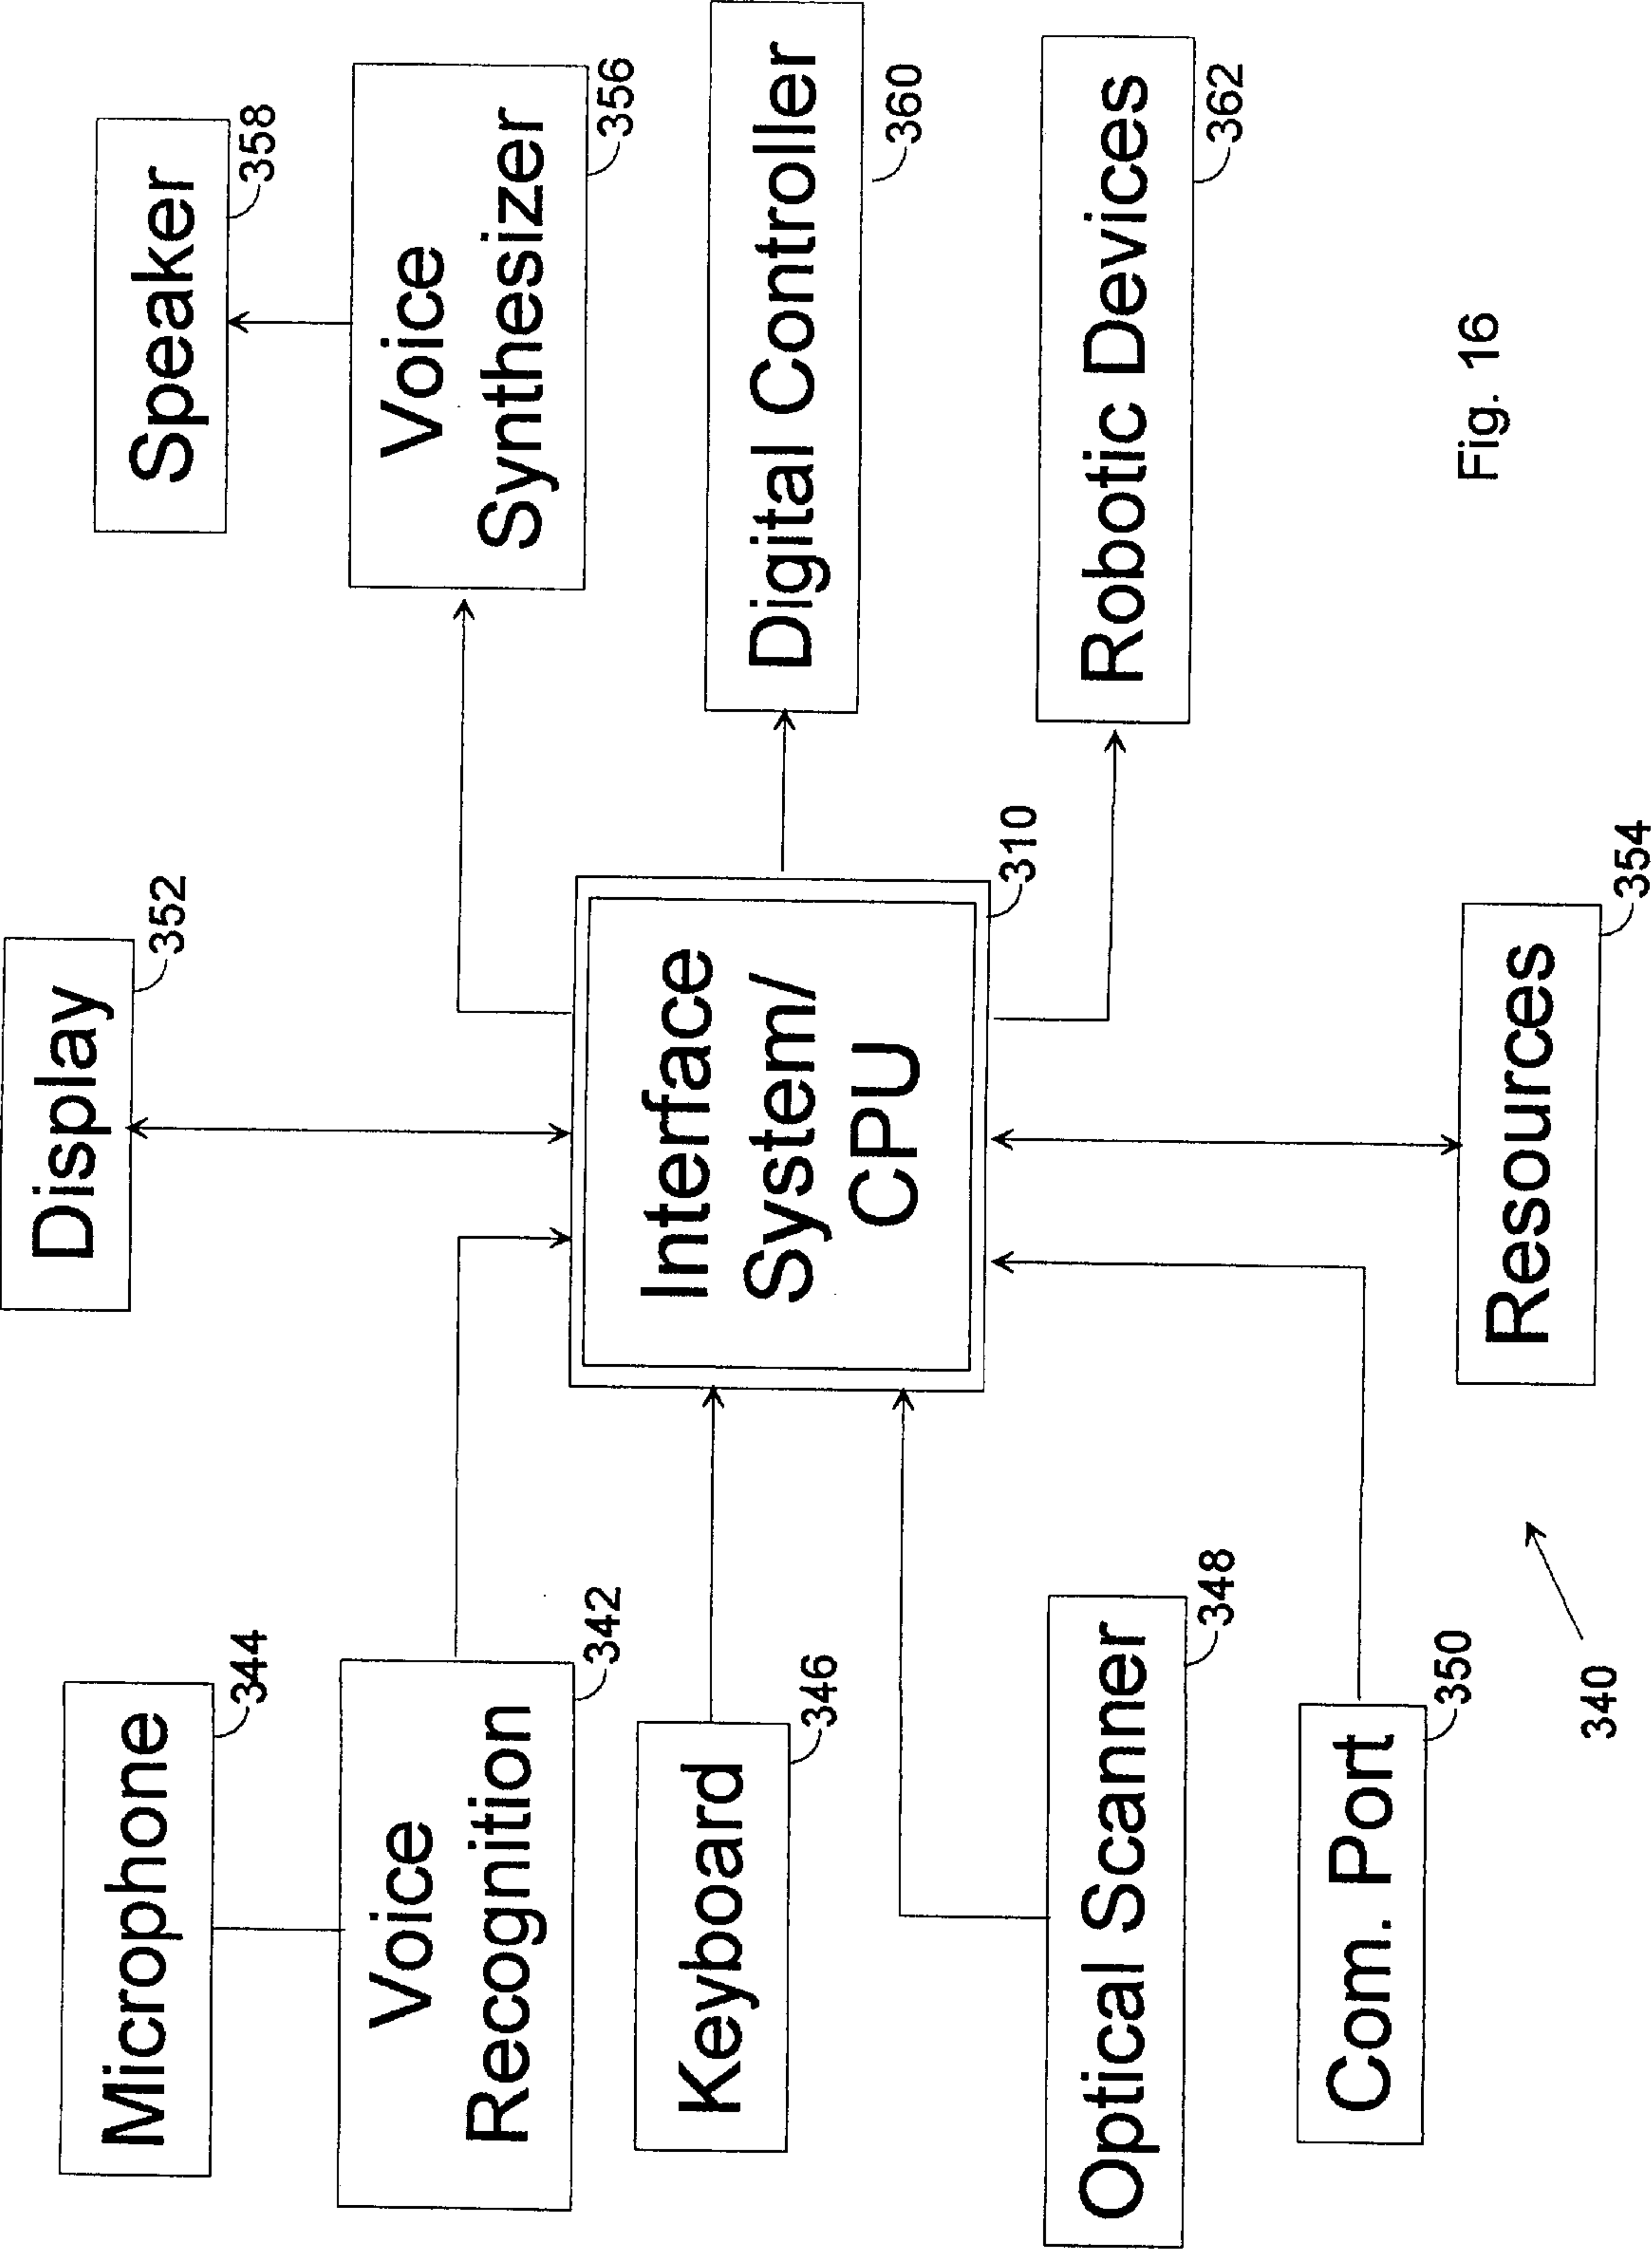 Microphone
344
Voice
Recognition
342
Keyboard
346
Optical Scanner
348
Com. Port
350
340
Display
352
Interface
System/
CPU
310
Resources
354
Speaker
358
Voice
Synthesizer
356
Digital Controller
360
Robotic Devices
362
Fig. 16